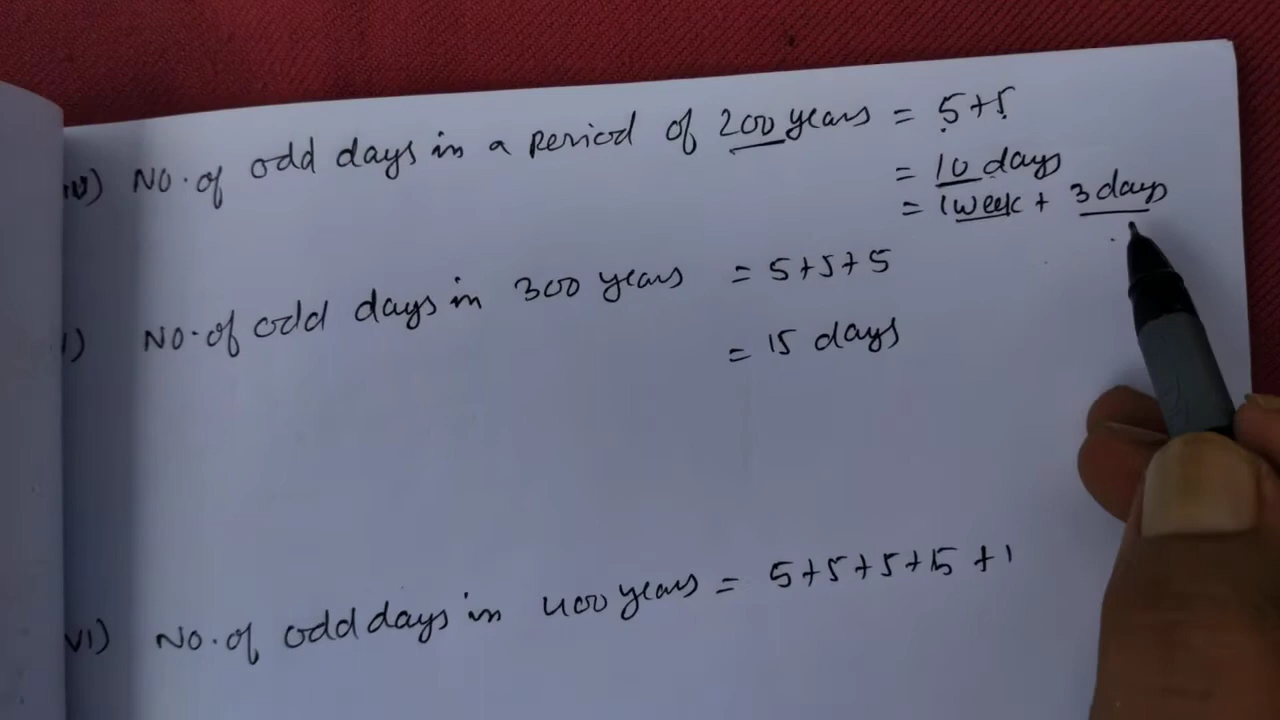 iv) NO. of odd days in a period of 200 years = 5+5
= 10 days
= 1 week + 3 days
) NO. of odd days in 300 years = 5+5+5
= 15 days
vi) NO. of odd days in 400 years = 5+5+5+5+1